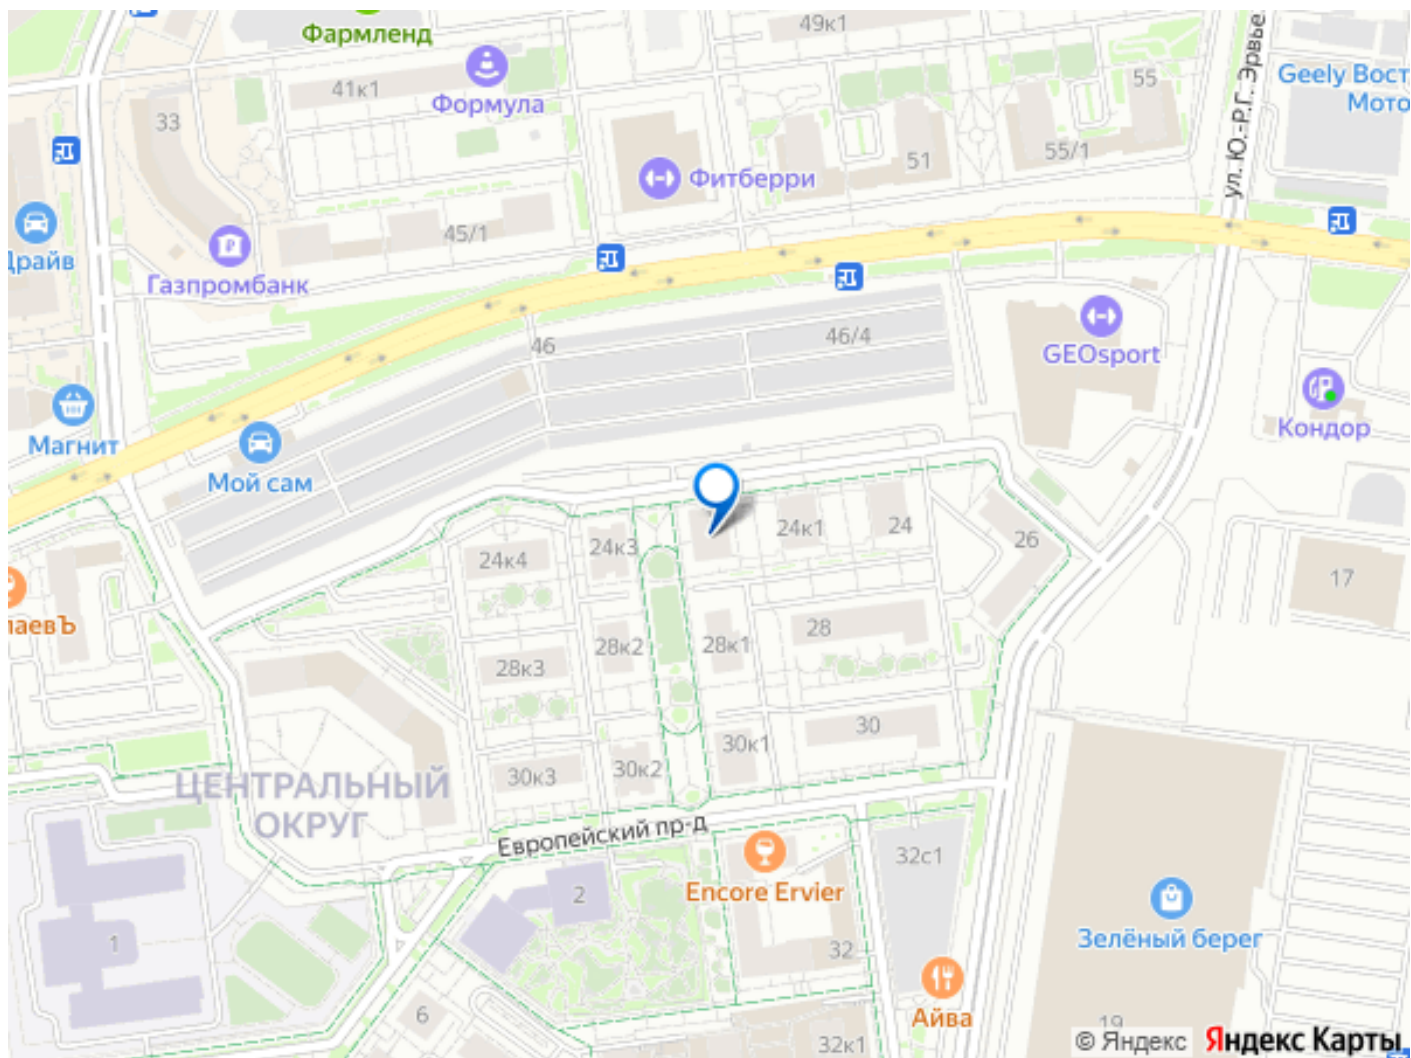 Фармленд
49к1
Формула
41к1
33
55
Geely Вост
Мото
ул. Ю.-Р.Г. Эрвье
51
55/1
Фитберри
45/1
Драйв
Газпромбанк
46
46/4
GEOsport
Магнит
Кондор
Мой сам
24к4
24к3
24к1
24
26
17
лаевЪ
28к3
28к2
28к1
28
30к3
30к2
30к1
30
ЦЕНТРАЛЬНЫЙ
ОКРУГ
Европейский пр-д
32с1
2
Encore Ervier
1
Зелёный берег
32
6
Айва
19
32к1
© Яндекс
Яндекс Карты